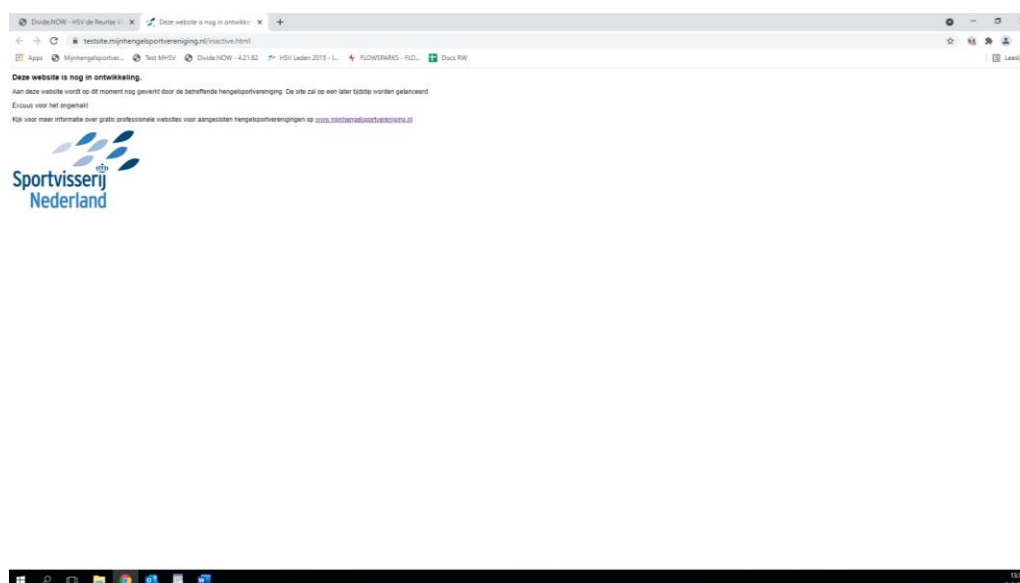 Divide.NOW - HSV de Reurtse Vi
Deze website is nog in ontwikkel
testsite.mijnhengelsportvereniging.nl/inactive.html
Apps Mijnhengelsportver... Test MHSV Divide.NOW - 4.21.62 HSV Leden 2015 - L... FLOWSPARKS - FLO... Docs RW
Deze website is nog in ontwikkeling.
Aan deze website wordt op dit moment nog gewerkt door de betreffende hengelsportvereniging. De site zal op een later tijdstip worden gelanceerd.
Excuus voor het ongemak!
Kijk voor meer informatie over gratis professionele websites voor aangesloten hengelsportverenigingen op www.mijnhengelsportvereniging.nl
Sportvisserij
Nederland